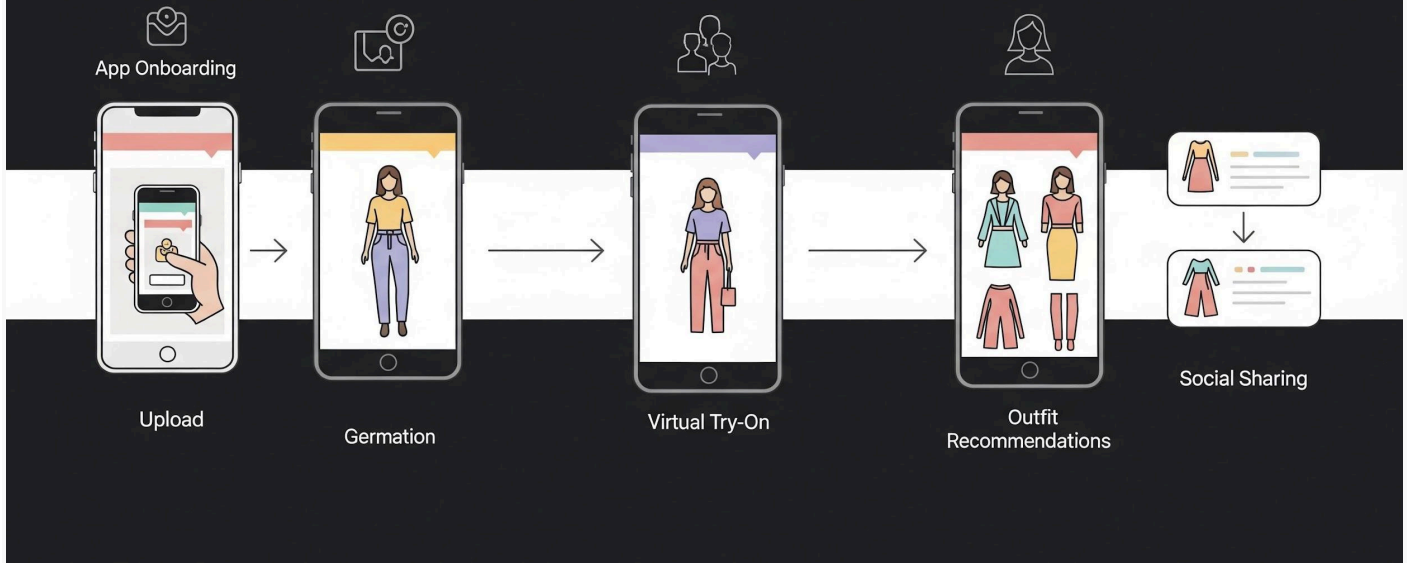 App Onboarding
Upload
Germation
Virtual Try-On
Outfit
Recommendations
Social Sharing